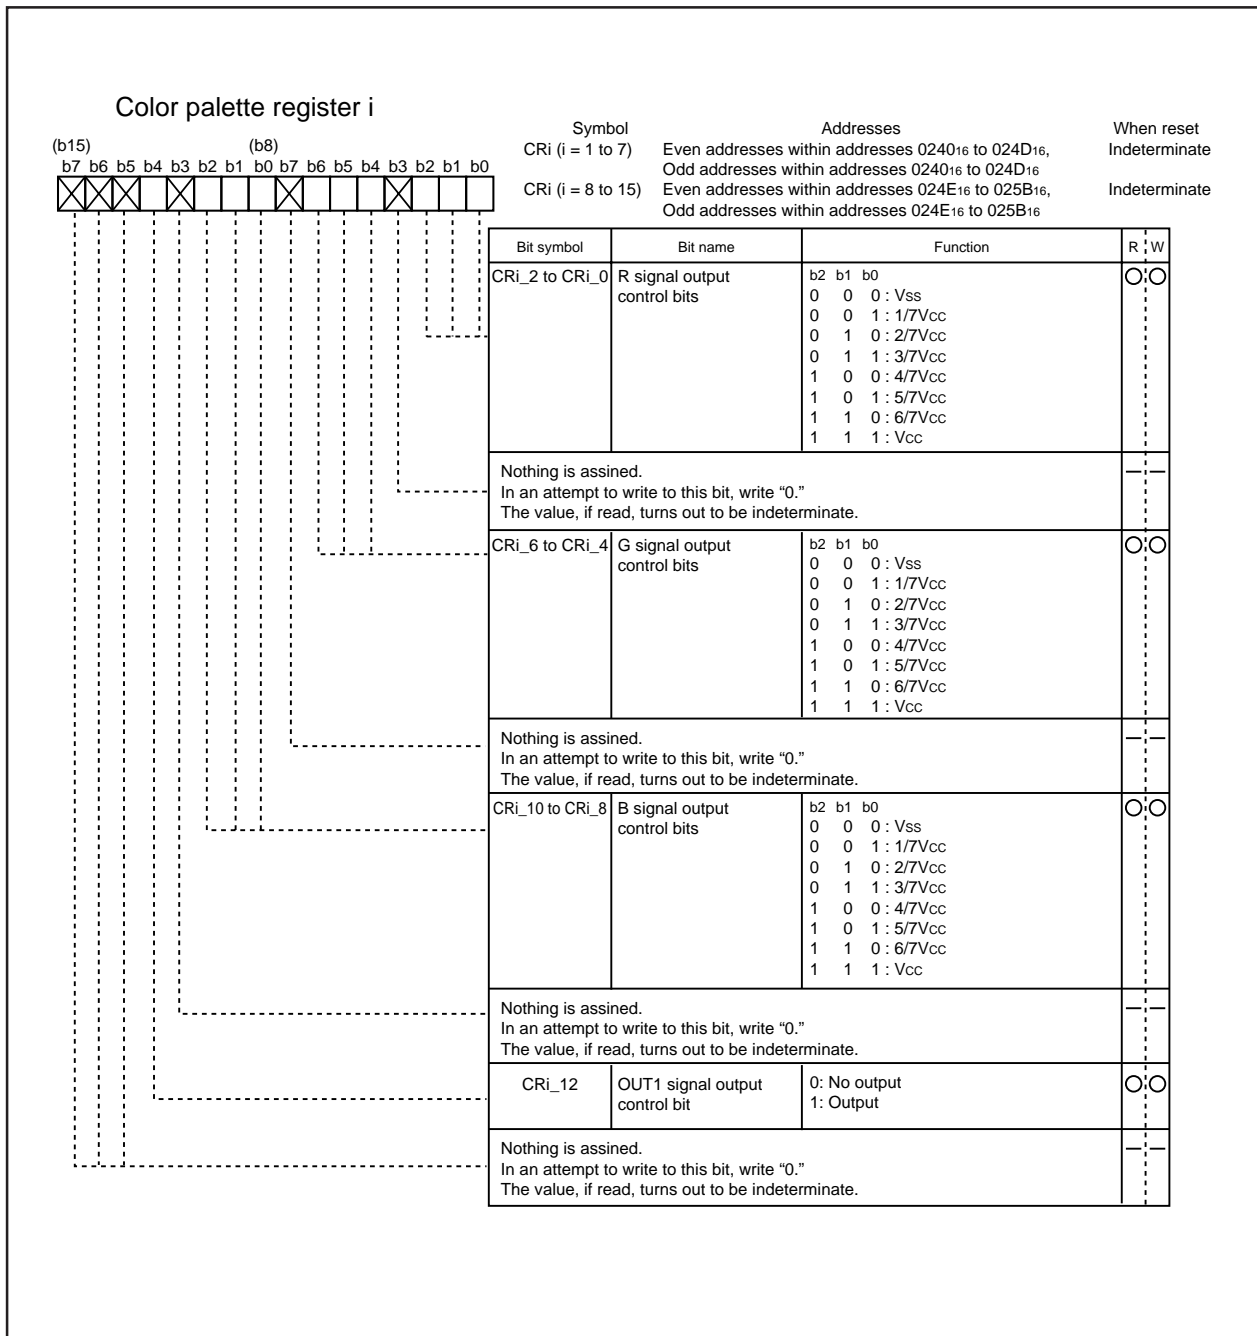 Color palette register i
Symbol Addresses When reset
CRi (i = 1 to 7) Even addresses within addresses 024016 to 024D16, Indeterminate
Odd addresses within addresses 024016 to 024D16
CRi (i = 8 to 15) Even addresses within addresses 024E16 to 025B16, Indeterminate
Odd addresses within addresses 024E16 to 025B16
(b15) (b8)
b7 b6 b5 b4 b3 b2 b1 b0 b7 b6 b5 b4 b3 b2 b1 b0
Bit symbol Bit name Function R W
CRi_2 to CRi_0 R signal output b2 b1 b0
control bits 0 0 0 : VSS
0 0 1 : 1/7VCC
0 1 0 : 2/7VCC
0 1 1 : 3/7VCC
1 0 0 : 4/7VCC
1 0 1 : 5/7VCC
1 1 0 : 6/7VCC
1 1 1 : VCC
Nothing is assined.
In an attempt to write to this bit, write “0.”
The value, if read, turns out to be indeterminate.
CRi_6 to CRi_4 G signal output b2 b1 b0
control bits 0 0 0 : VSS
0 0 1 : 1/7VCC
0 1 0 : 2/7VCC
0 1 1 : 3/7VCC
1 0 0 : 4/7VCC
1 0 1 : 5/7VCC
1 1 0 : 6/7VCC
1 1 1 : VCC
Nothing is assined.
In an attempt to write to this bit, write “0.”
The value, if read, turns out to be indeterminate.
CRi_10 to CRi_8 B signal output b2 b1 b0
control bits 0 0 0 : VSS
0 0 1 : 1/7VCC
0 1 0 : 2/7VCC
0 1 1 : 3/7VCC
1 0 0 : 4/7VCC
1 0 1 : 5/7VCC
1 1 0 : 6/7VCC
1 1 1 : VCC
Nothing is assined.
In an attempt to write to this bit, write “0.”
The value, if read, turns out to be indeterminate.
CRi_12 OUT1 signal output 0: No output
control bit 1: Output
Nothing is assined.
In an attempt to write to this bit, write “0.”
The value, if read, turns out to be indeterminate.